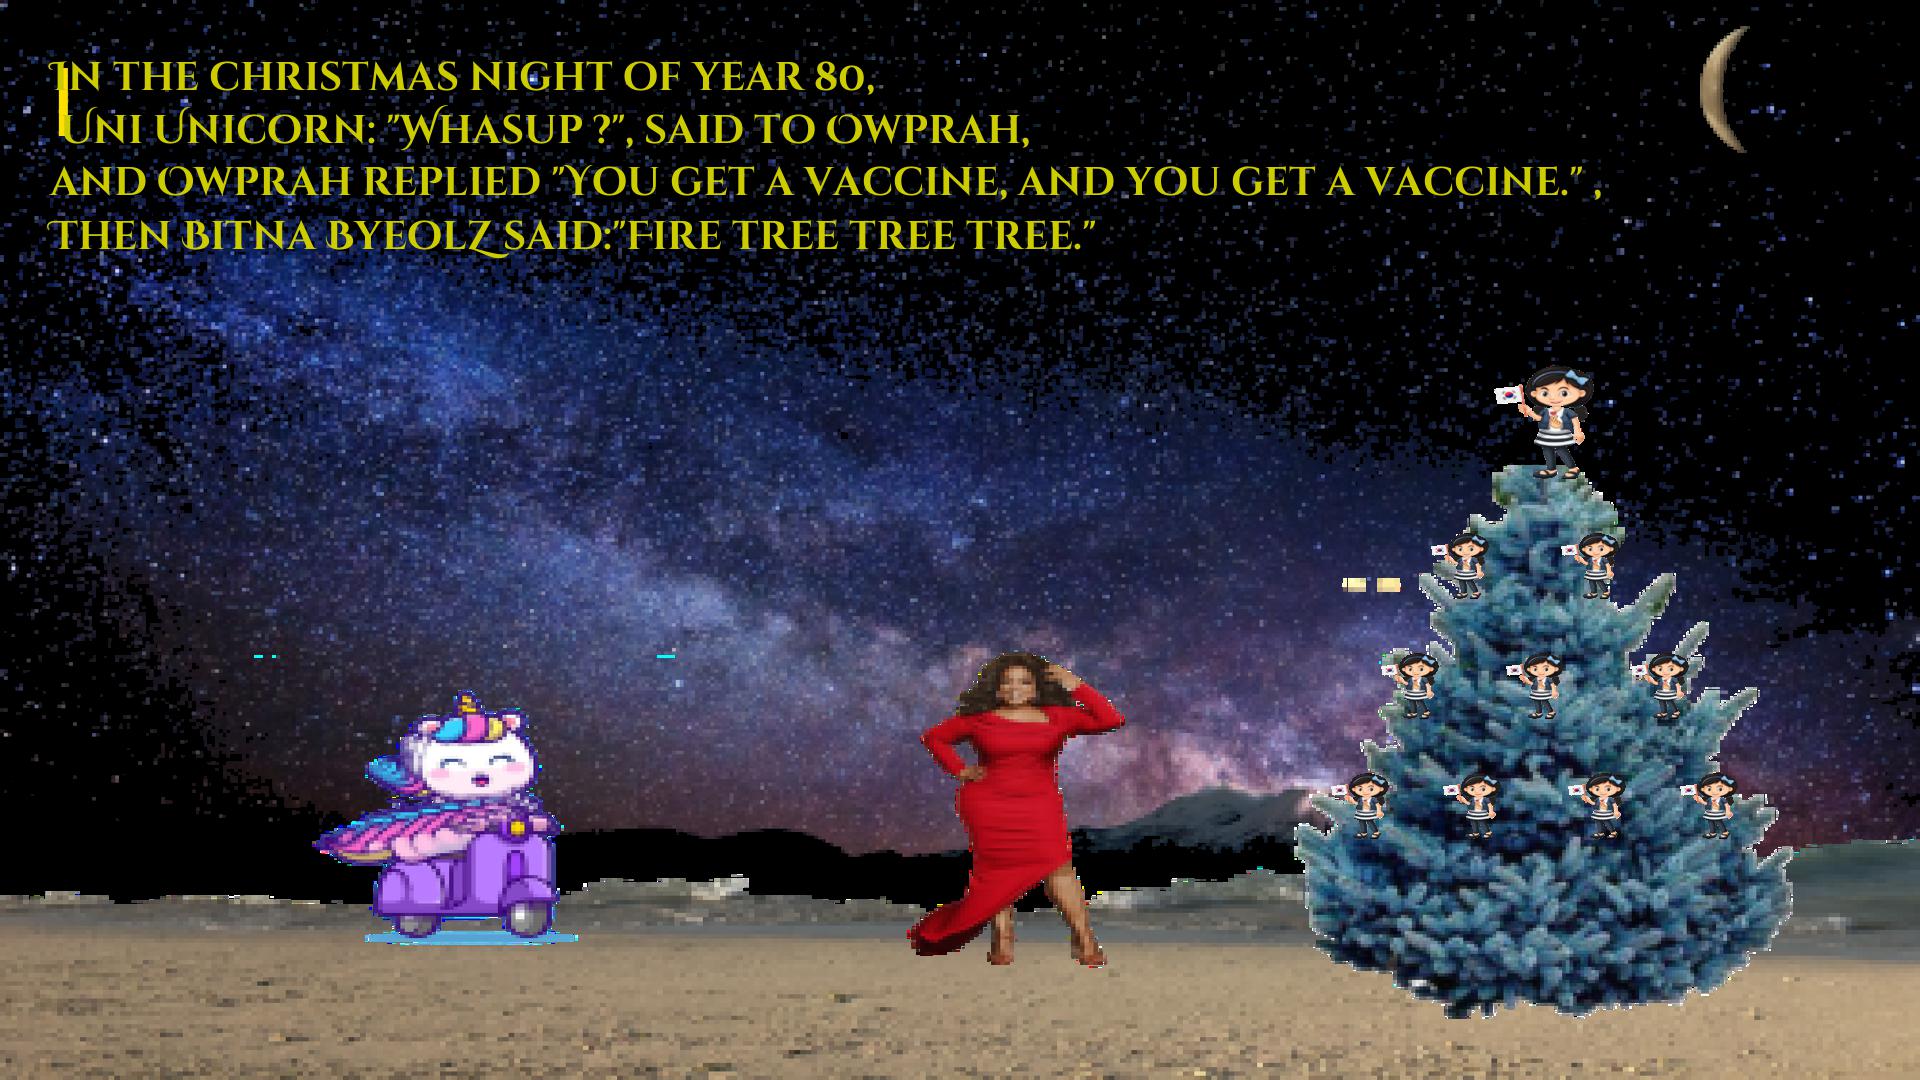 In the Christmas night of year 80,
Uni Unicorn: "Whasup ?", said to Owprah,
and Owprah replied "You get a vaccine, and you get a vaccine." ,
Then Bitna Byeolz said:"Fire tree tree tree."